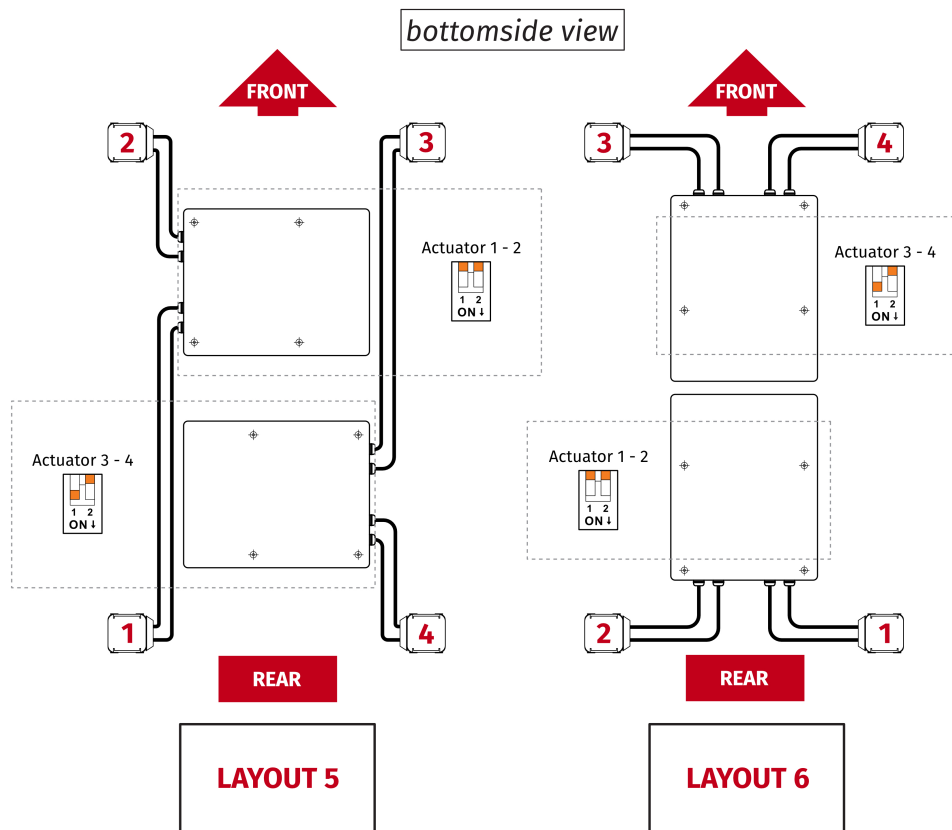 bottomside view
FRONT
2
3
Actuator 1 - 2
1 2
ON ↓
Actuator 3 - 4
1 2
ON ↓
1
4
REAR
LAYOUT 5
FRONT
3
4
Actuator 3 - 4
1 2
ON ↓
Actuator 1 - 2
1 2
ON ↓
2
1
REAR
LAYOUT 6